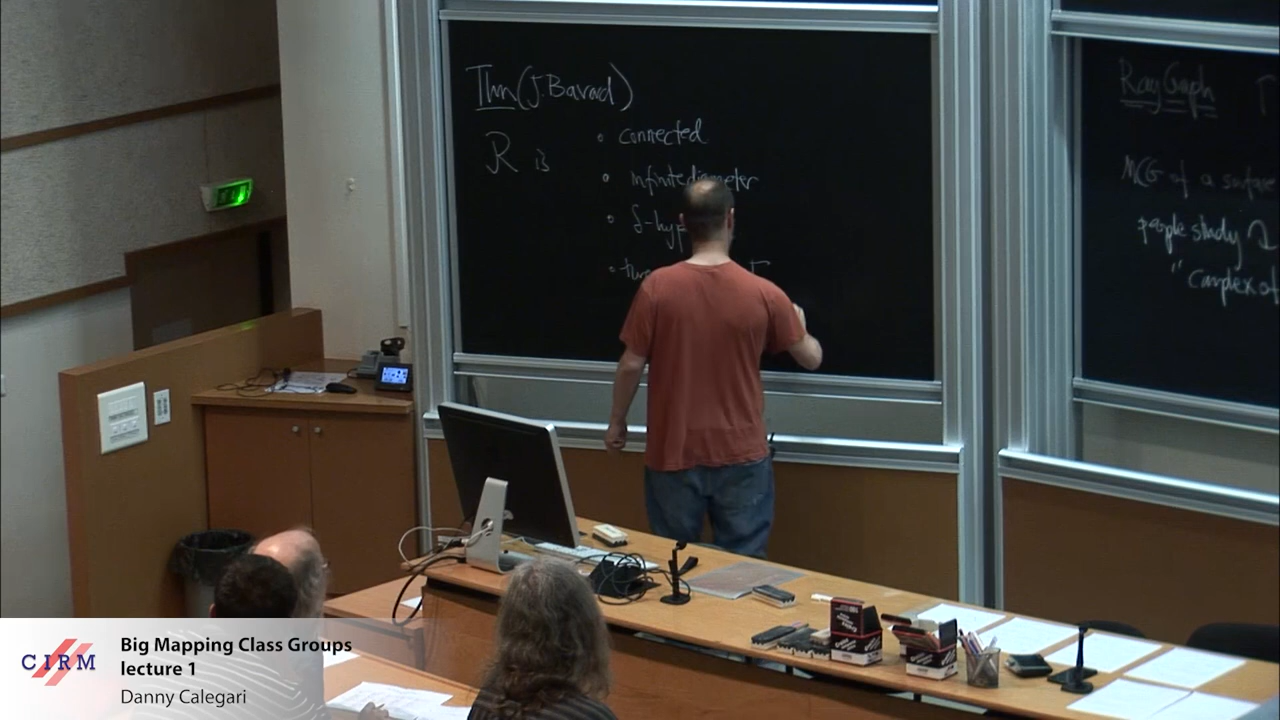 Thm (J. Bavard)
R is
• connected
• infinite diameter
• δ-hyp
Ray Graph
MCG of a surface
people study
"complex of
CIRM
Big Mapping Class Groups
lecture 1
Danny Calegari